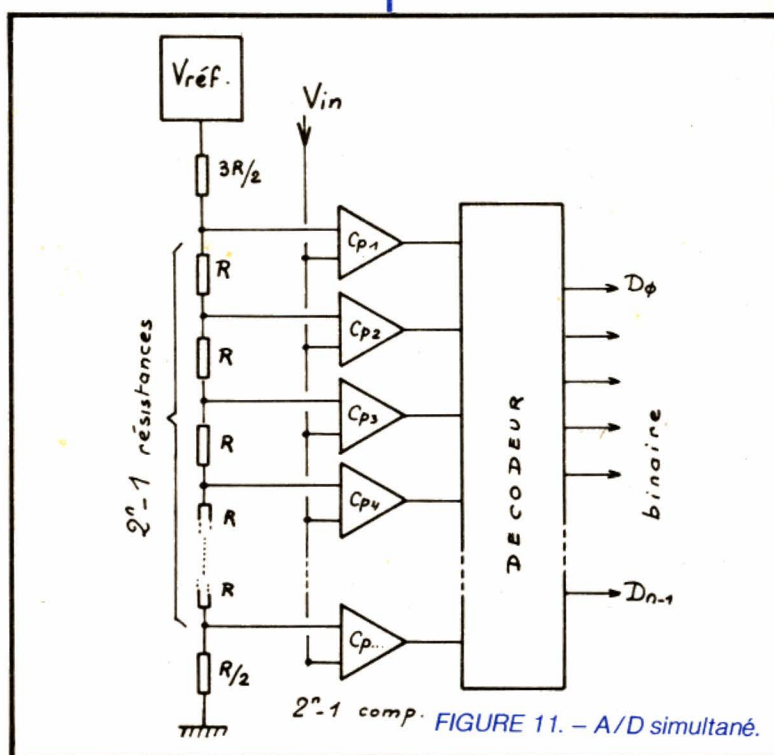 Vréf.
Vin
3R/2
R
R
R
R
R
R/2
2ⁿ-1 résistances
Cp1
Cp2
Cp3
Cp4
Cp...
2ⁿ-1 comp.
DECODEUR
Dϕ
binaire
Dn-1
FIGURE 11. – A/D simultané.